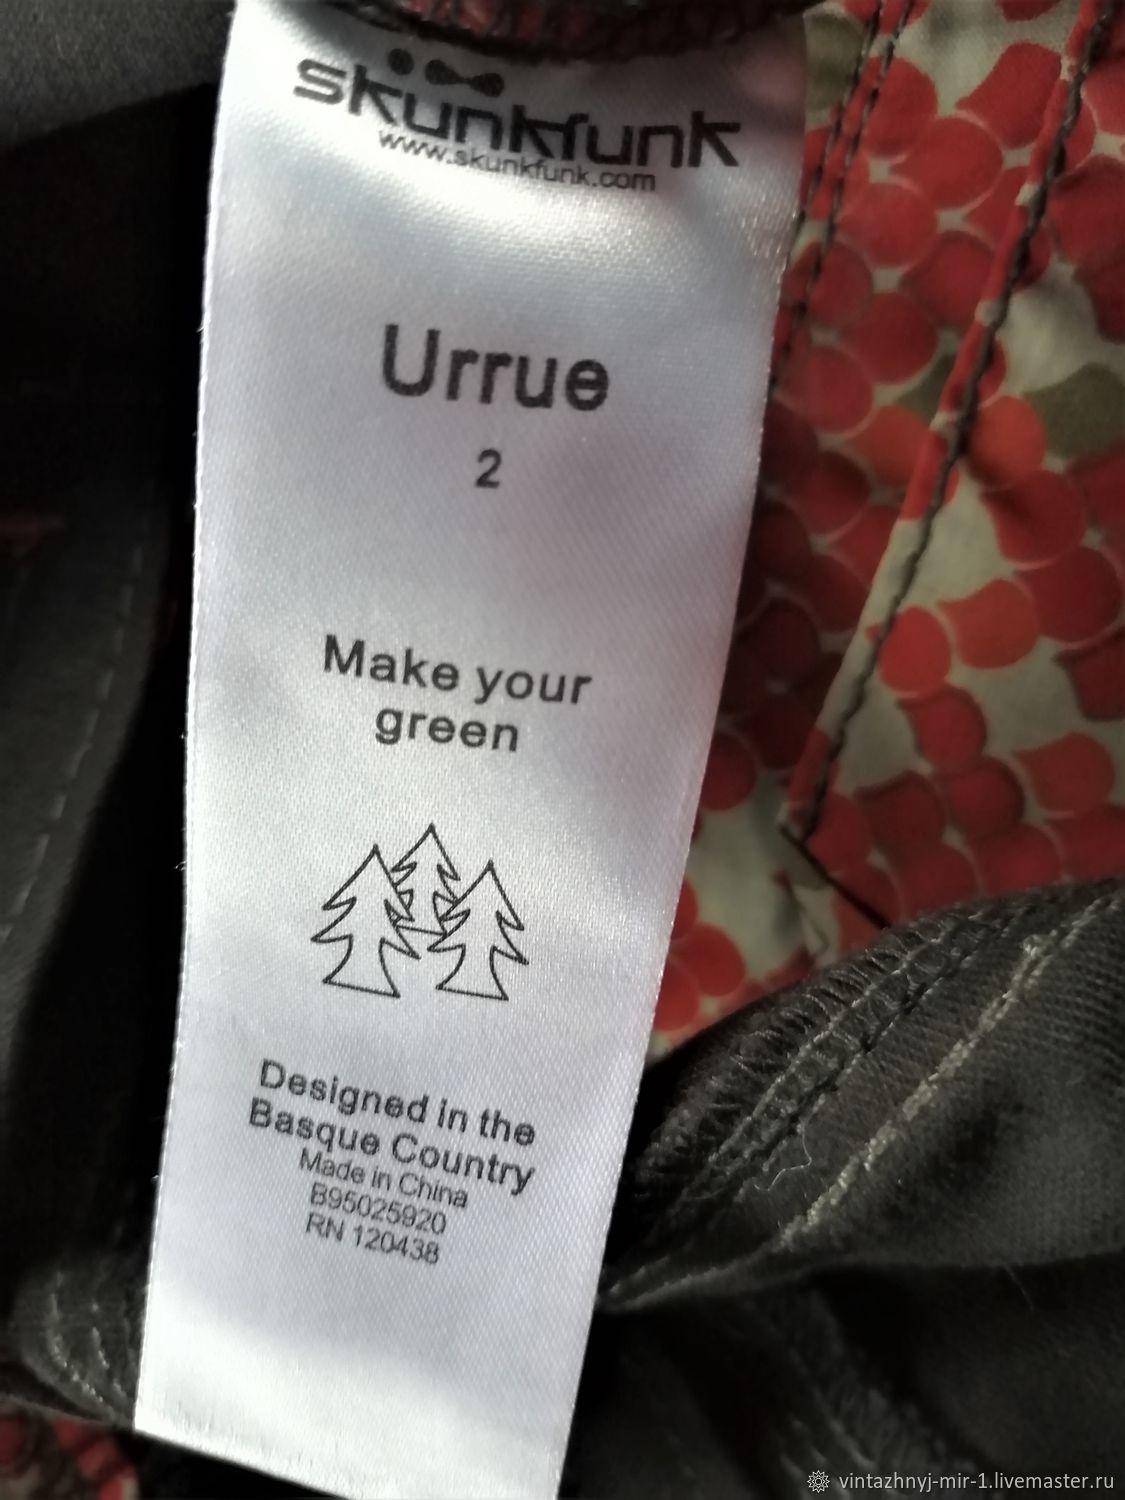 skunkfunk
www.skunkfunk.com
Urrue
2
Make your
green
Designed in the
Basque Country
Made in China
B95025920
RN 120438
vintazhnyj-mir-1.livemaster.ru